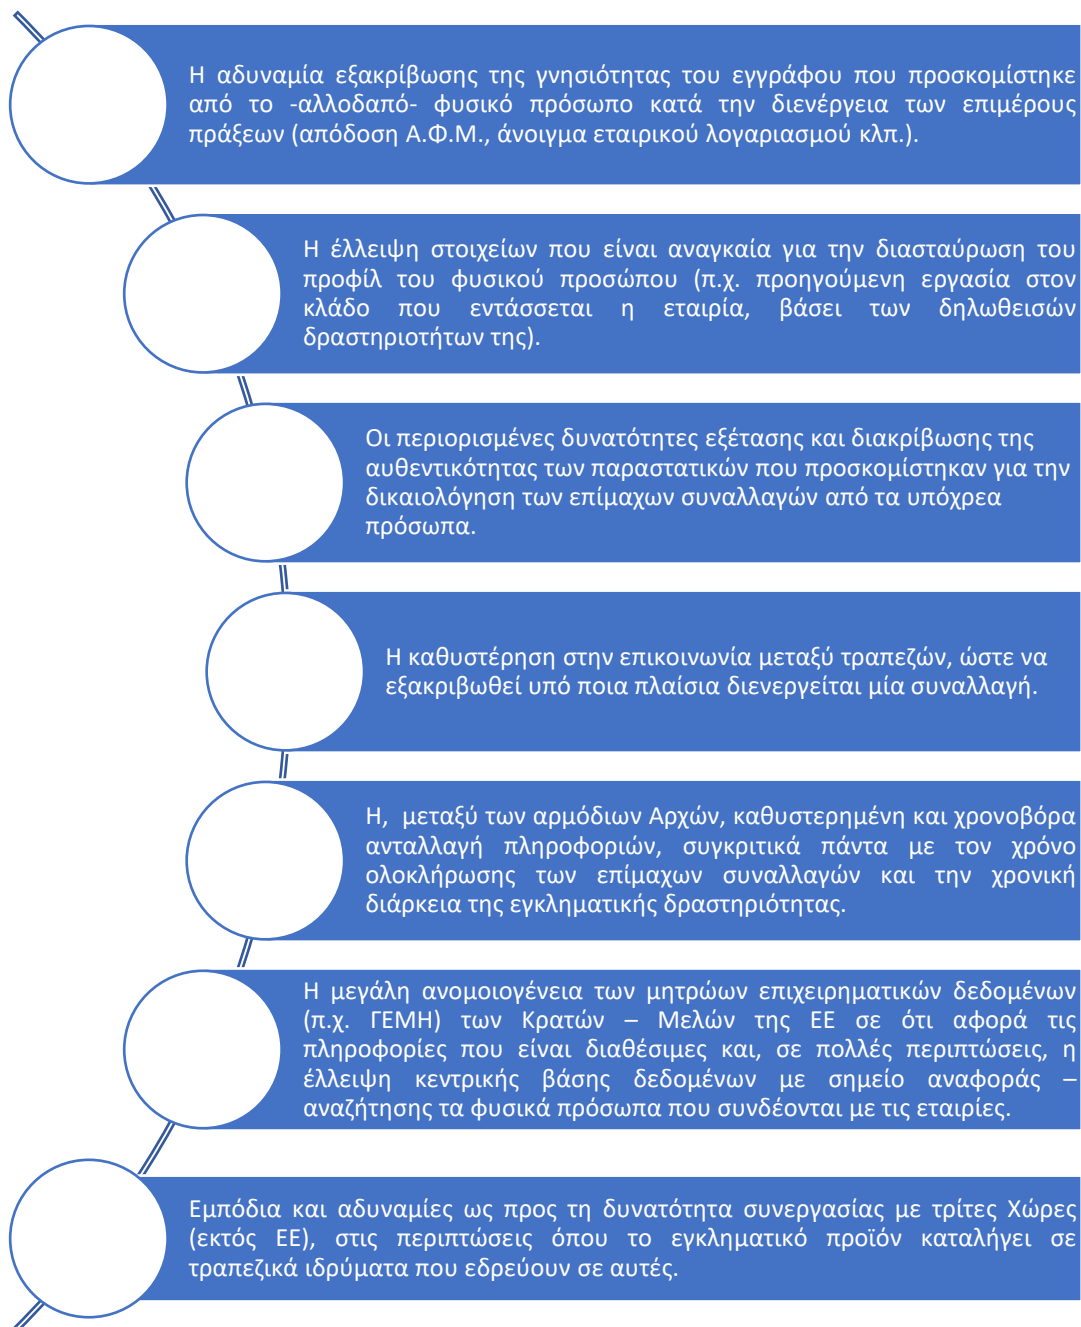 Η αδυναμία εξακρίβωσης της γνησιότητας του εγγράφου που προσκομίστηκε
από το -αλλοδαπό- φυσικό πρόσωπο κατά την διενέργεια των επιμέρους
πράξεων (απόδοση Α.Φ.Μ., άνοιγμα εταιρικού λογαριασμού κλπ.).
Η έλλειψη στοιχείων που είναι αναγκαία για την διασταύρωση του
προφίλ του φυσικού προσώπου (π.χ. προηγούμενη εργασία στον
κλάδο που εντάσσεται η εταιρία, βάσει των δηλωθεισών
δραστηριοτήτων της).
Οι περιορισμένες δυνατότητες εξέτασης και διακρίβωσης της
αυθεντικότητας των παραστατικών που προσκομίστηκαν για την
δικαιολόγηση των επίμαχων συναλλαγών από τα υπόχρεα
πρόσωπα.
Η καθυστέρηση στην επικοινωνία μεταξύ τραπεζών, ώστε να
εξακριβωθεί υπό ποια πλαίσια διενεργείται μία συναλλαγή.
Η, μεταξύ των αρμόδιων Αρχών, καθυστερημένη και χρονοβόρα
ανταλλαγή πληροφοριών, συγκριτικά πάντα με τον χρόνο
ολοκλήρωσης των επίμαχων συναλλαγών και την χρονική
διάρκεια της εγκληματικής δραστηριότητας.
Η μεγάλη ανομοιογένεια των μητρώων επιχειρηματικών δεδομένων
(π.χ. ΓΕΜΗ) των Κρατών – Μελών της ΕΕ σε ότι αφορά τις
πληροφορίες που είναι διαθέσιμες και, σε πολλές περιπτώσεις, η
έλλειψη κεντρικής βάσης δεδομένων με σημείο αναφοράς –
αναζήτησης τα φυσικά πρόσωπα που συνδέονται με τις εταιρίες.
Εμπόδια και αδυναμίες ως προς τη δυνατότητα συνεργασίας με τρίτες Χώρες
(εκτός ΕΕ), στις περιπτώσεις όπου το εγκληματικό προϊόν καταλήγει σε
τραπεζικά ιδρύματα που εδρεύουν σε αυτές.